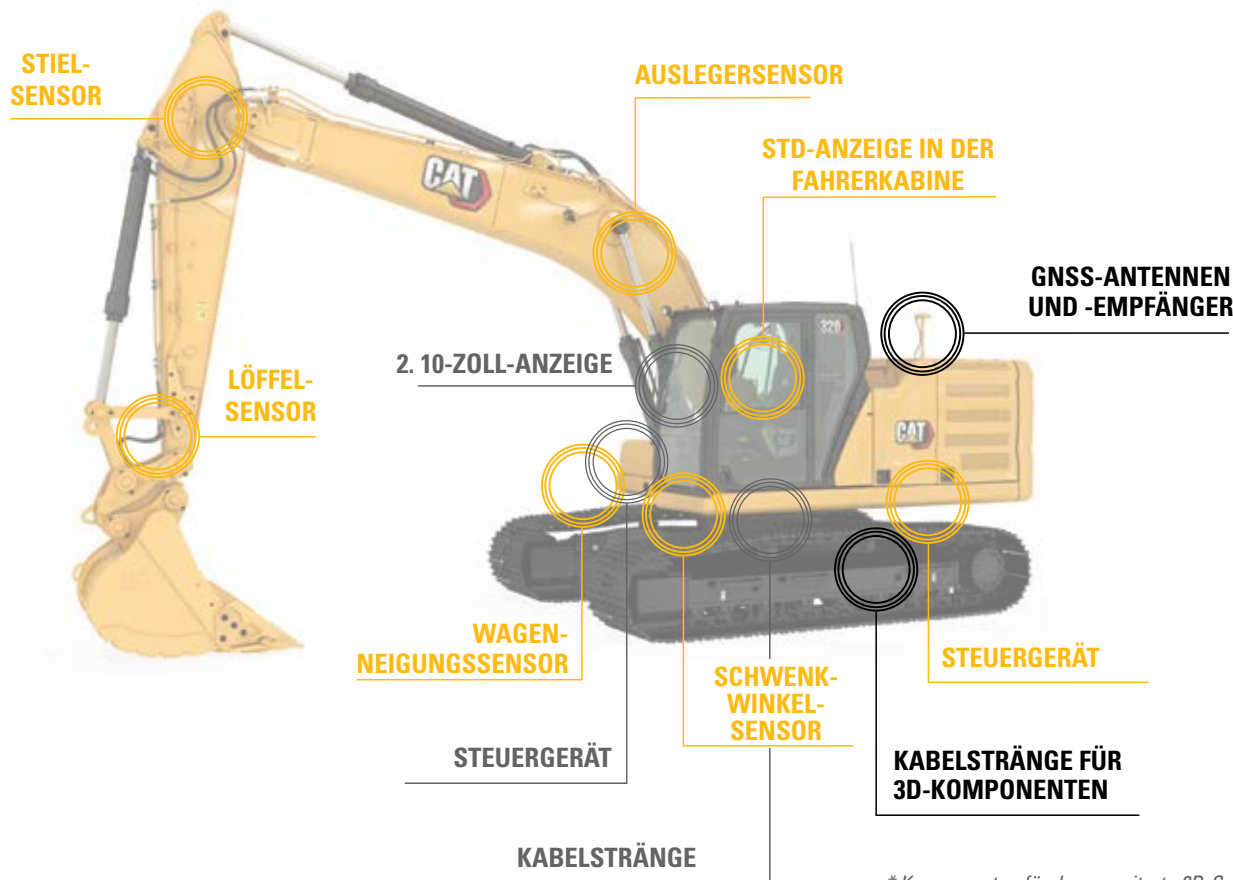 STIEL-
SENSOR
AUSLEGERSENSOR
STD-ANZEIGE IN DER
FAHRERKABINE
GNSS-ANTENNEN
UND -EMPFÄNGER
CAT
320
2. 10-ZOLL-ANZEIGE
LÖFFEL-
SENSOR
CAT
WAGEN-
NEIGUNGSSENSOR
SCHWENK-
WINKEL-
SENSOR
STEUERGERÄT
STEUERGERÄT
KABELSTRÄNGE FÜR
3D-KOMPONENTEN
KABELSTRÄNGE